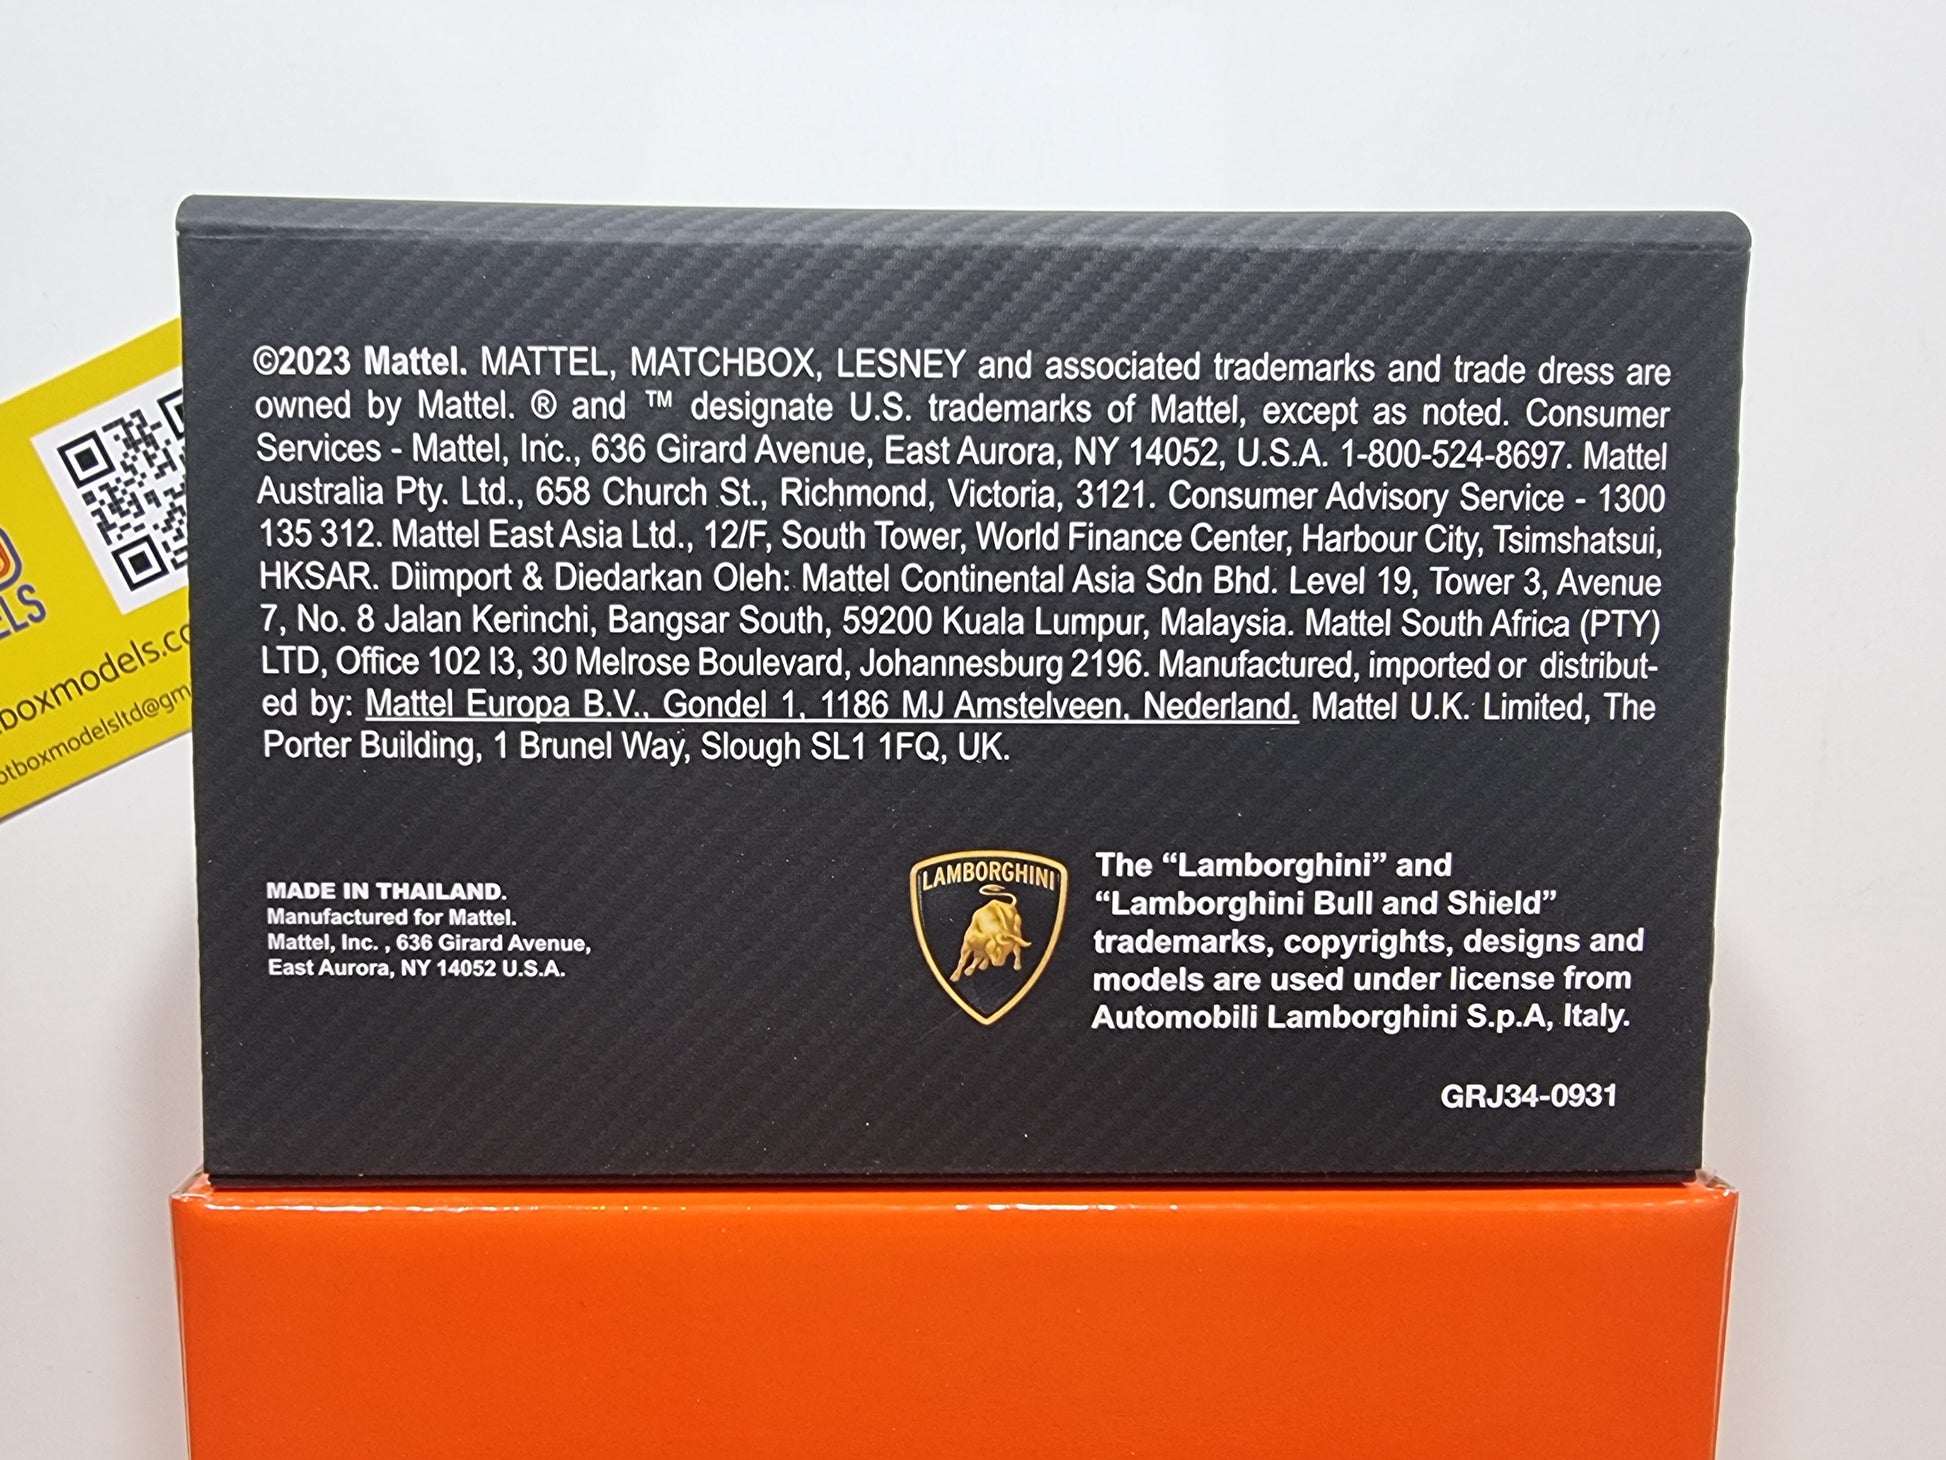 ©2023 Mattel. MATTEL, MATCHBOX, LESNEY and associated trademarks and trade dress are
owned by Mattel. ® and ™ designate U.S. trademarks of Mattel, except as noted. Consumer
Services - Mattel, Inc., 636 Girard Avenue, East Aurora, NY 14052, U.S.A. 1-800-524-8697. Mattel
Australia Pty. Ltd., 658 Church St., Richmond, Victoria, 3121. Consumer Advisory Service - 1300
135 312. Mattel East Asia Ltd., 12/F, South Tower, World Finance Center, Harbour City, Tsimshatsui,
HKSAR. Diimport & Diedarkan Oleh: Mattel Continental Asia Sdn Bhd. Level 19, Tower 3, Avenue
7, No. 8 Jalan Kerinchi, Bangsar South, 59200 Kuala Lumpur, Malaysia. Mattel South Africa (PTY)
LTD, Office 102 I3, 30 Melrose Boulevard, Johannesburg 2196. Manufactured, imported or distribut-
ed by: Mattel Europa B.V., Gondel 1, 1186 MJ Amstelveen, Nederland. Mattel U.K. Limited, The
Porter Building, 1 Brunel Way, Slough SL1 1FQ, UK.
MADE IN THAILAND.
Manufactured for Mattel.
Mattel, Inc. , 636 Girard Avenue,
East Aurora, NY 14052 U.S.A.
LAMBORGHINI
The “Lamborghini” and
“Lamborghini Bull and Shield”
trademarks, copyrights, designs and
models are used under license from
Automobili Lamborghini S.p.A, Italy.
GRJ34-0931
ELS
boxmodels.co
otboxmodelsltd@gm